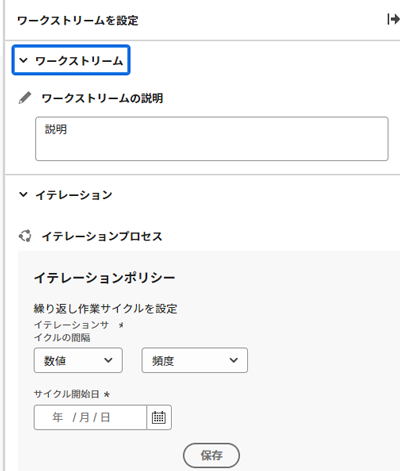 ワークストリームを設定
ワークストリーム
ワークストリームの説明
説明
イテレーション
イテレーションプロセス
イテレーションポリシー
繰り返し作業サイクルを設定
イテレーションサ *
イクルの間隔
数値 頻度
サイクル開始日 *
年 / 月 / 日
保存